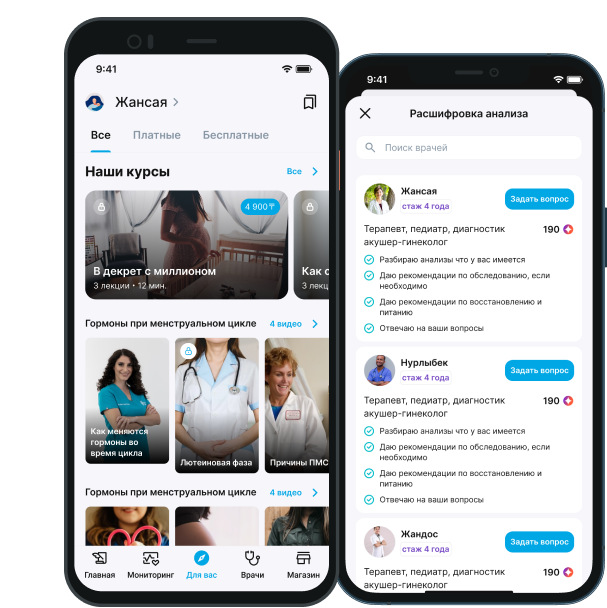 9:41
Жансая
Все Платные Бесплатные
Наши курсы Все
4 900 ₸
В декрет с миллионом
3 лекции • 12 мин.
Как с
3 лекц
Гормоны при менструальном цикле 4 видео
Как меняются
гормоны во
время цикла
Лютеиновая фаза
Причины ПМС
Гормоны при менструальном цикле 4 видео
Главная Мониторинг Для вас Врачи Магазин
9:41
Расшифровка анализа
Поиск врачей
Жансая
стаж 4 года
Задать вопрос
Терапевт, педиатр, диагностик 190
акушер-гинеколог
Разбираю анализы что у вас имеется
Даю рекомендации по обследованию, если
необходимо
Даю рекомендации по восстановлению и
питанию
Отвечаю на ваши вопросы
Нурлыбек
стаж 4 года
Задать вопрос
Терапевт, педиатр, диагностик 190
акушер-гинеколог
Разбираю анализы что у вас имеется
Даю рекомендации по обследованию, если
необходимо
Даю рекомендации по восстановлению и
питанию
Отвечаю на ваши вопросы
Жандос
стаж 4 года
Задать вопрос
Терапевт, педиатр, диагностик 190
акушер-гинеколог